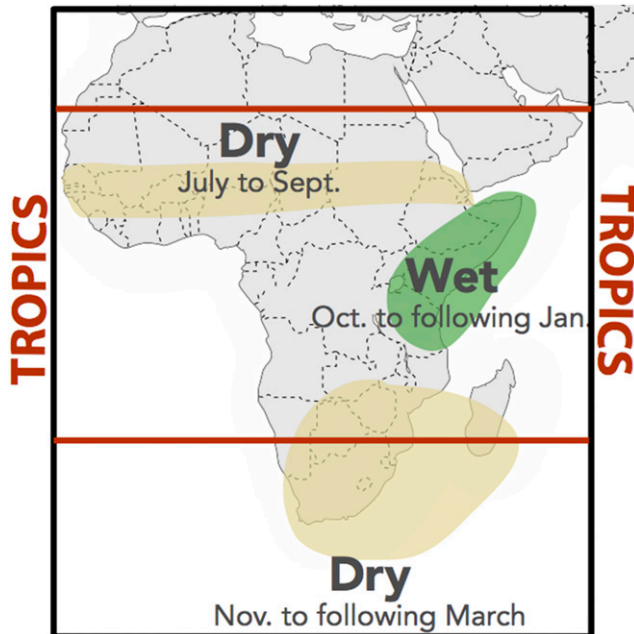 Dry
July to Sept.
TROPICS
TROPICS
Wet
Oct. to following Jan.
Dry
Nov. to following March